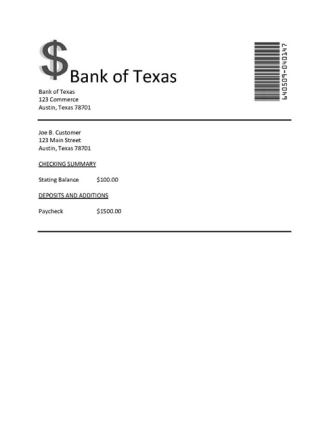 $ Bank of Texas
640509-040147
Bank of Texas
123 Commerce
Austin, Texas 78701
Joe B. Customer
123 Main Street
Austin, Texas 78701
CHECKING SUMMARY
Stating Balance $100.00
DEPOSITS AND ADDITIONS
Paycheck $1500.00